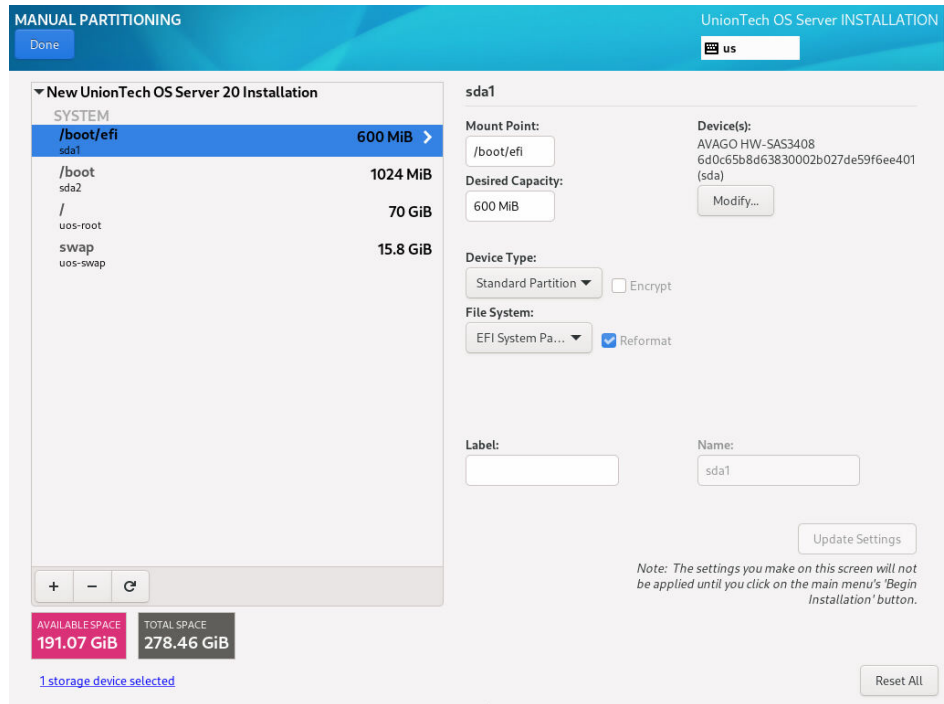 MANUAL PARTITIONING
UnionTech OS Server INSTALLATION
Done
us
New UnionTech OS Server 20 Installation
SYSTEM
/boot/efi
600 MiB
sda1
/boot
1024 MiB
sda2
/
70 GiB
uos-root
swap
15.8 GiB
uos-swap
+ −
AVAILABLE SPACE
191.07 GiB
TOTAL SPACE
278.46 GiB
1 storage device selected
sda1
Mount Point:
/boot/efi
Desired Capacity:
600 MiB
Device(s):
AVAGO HW-SAS3408
6d0c65b8d63830002b027de59f6ee401
(sda)
Modify...
Device Type:
Standard Partition
Encrypt
File System:
EFI System Pa...
Reformat
Label:
Name:
sda1
Update Settings
Note: The settings you make on this screen will not
be applied until you click on the main menu's 'Begin
Installation' button.
Reset All